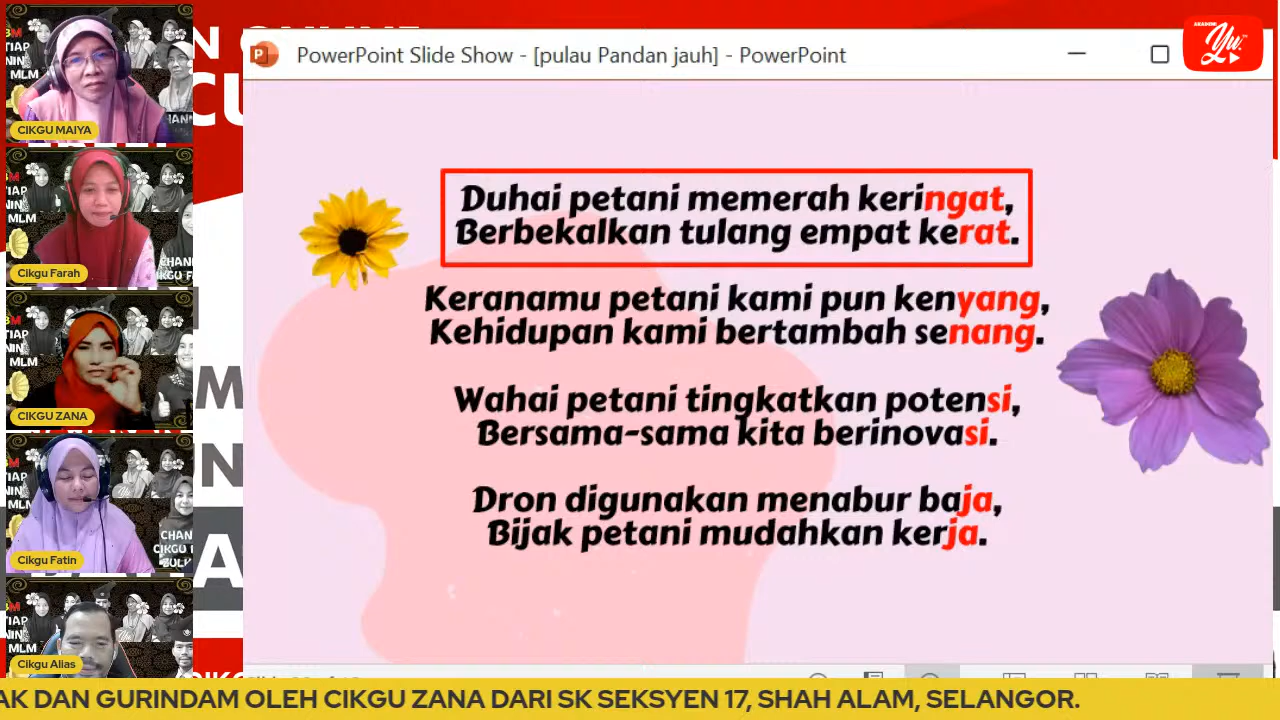 PowerPoint Slide Show - [pulau Pandan jauh] - PowerPoint
AKADEMI
Yu
Duhai petani memerah keringat,
Berbekalkan tulang empat kerat.
Keranamu petani kami pun kenyang,
Kehidupan kami bertambah senang.
Wahai petani tingkatkan potensi,
Bersama-sama kita berinovasi.
Dron digunakan menabur baja,
Bijak petani mudahkan kerja.
CIKGU MAIYA
Cikgu Farah
CIKGU ZANA
Cikgu Fatin
Cikgu Alias
AK DAN GURINDAM OLEH CIKGU ZANA DARI SK SEKSYEN 17, SHAH ALAM, SELANGOR.